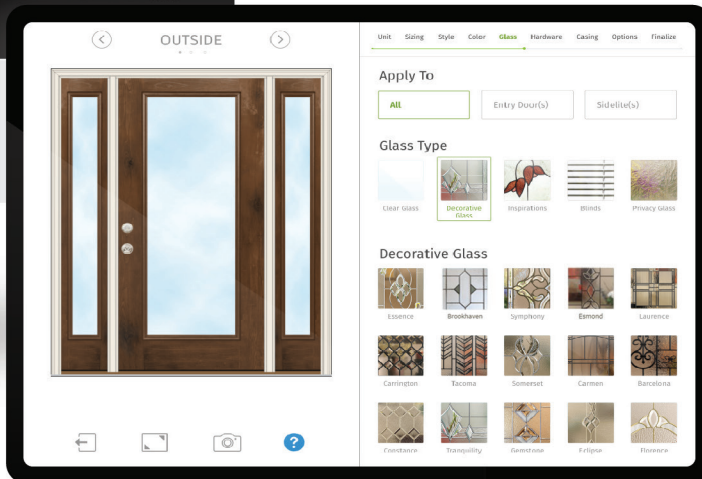 OUTSIDE
Unit Sizing Style Color Glass Hardware Casing Options Finalize
Apply To
All Entry Door(s) Sidelite(s)
Glass Type
Clear Glass Decorative Glass Inspirations Blinds Privacy Glass
Decorative Glass
Essence Brookhaven Symphony Esmond Laurence
Carrington Tacoma Somerset Carmen Barcelona
Constance Tranquility Gemstone Eclipse Florence
?